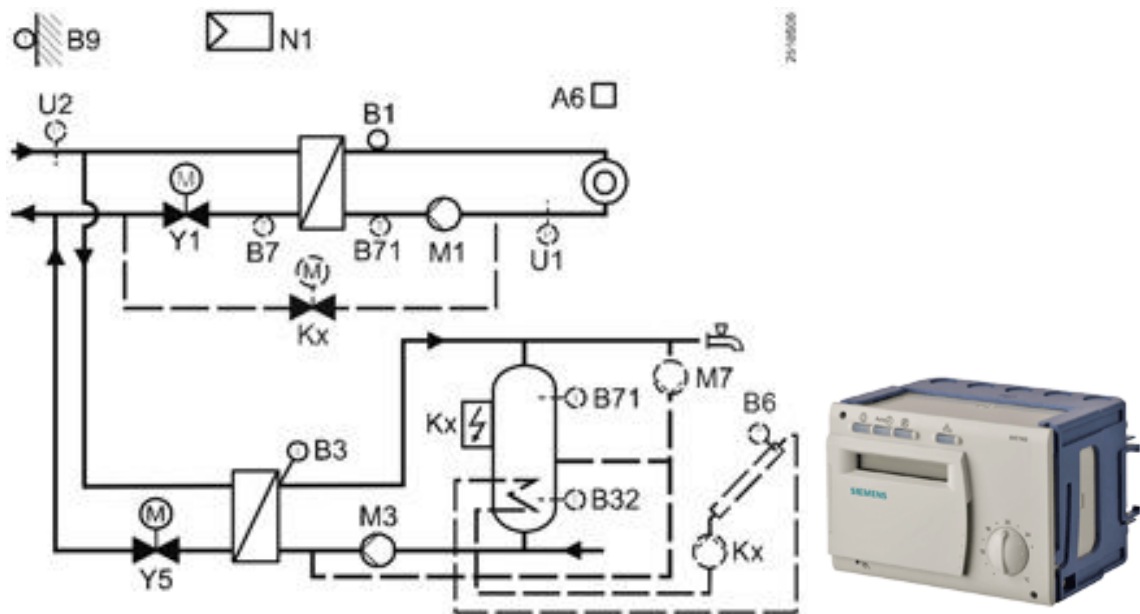 B9
N1
U2
B1
A6
M
Y1
B7
B71
M1
U1
M
Kx
M7
B71
B6
Kx
B3
B32
M
M3
Kx
Y5
SIEMENS